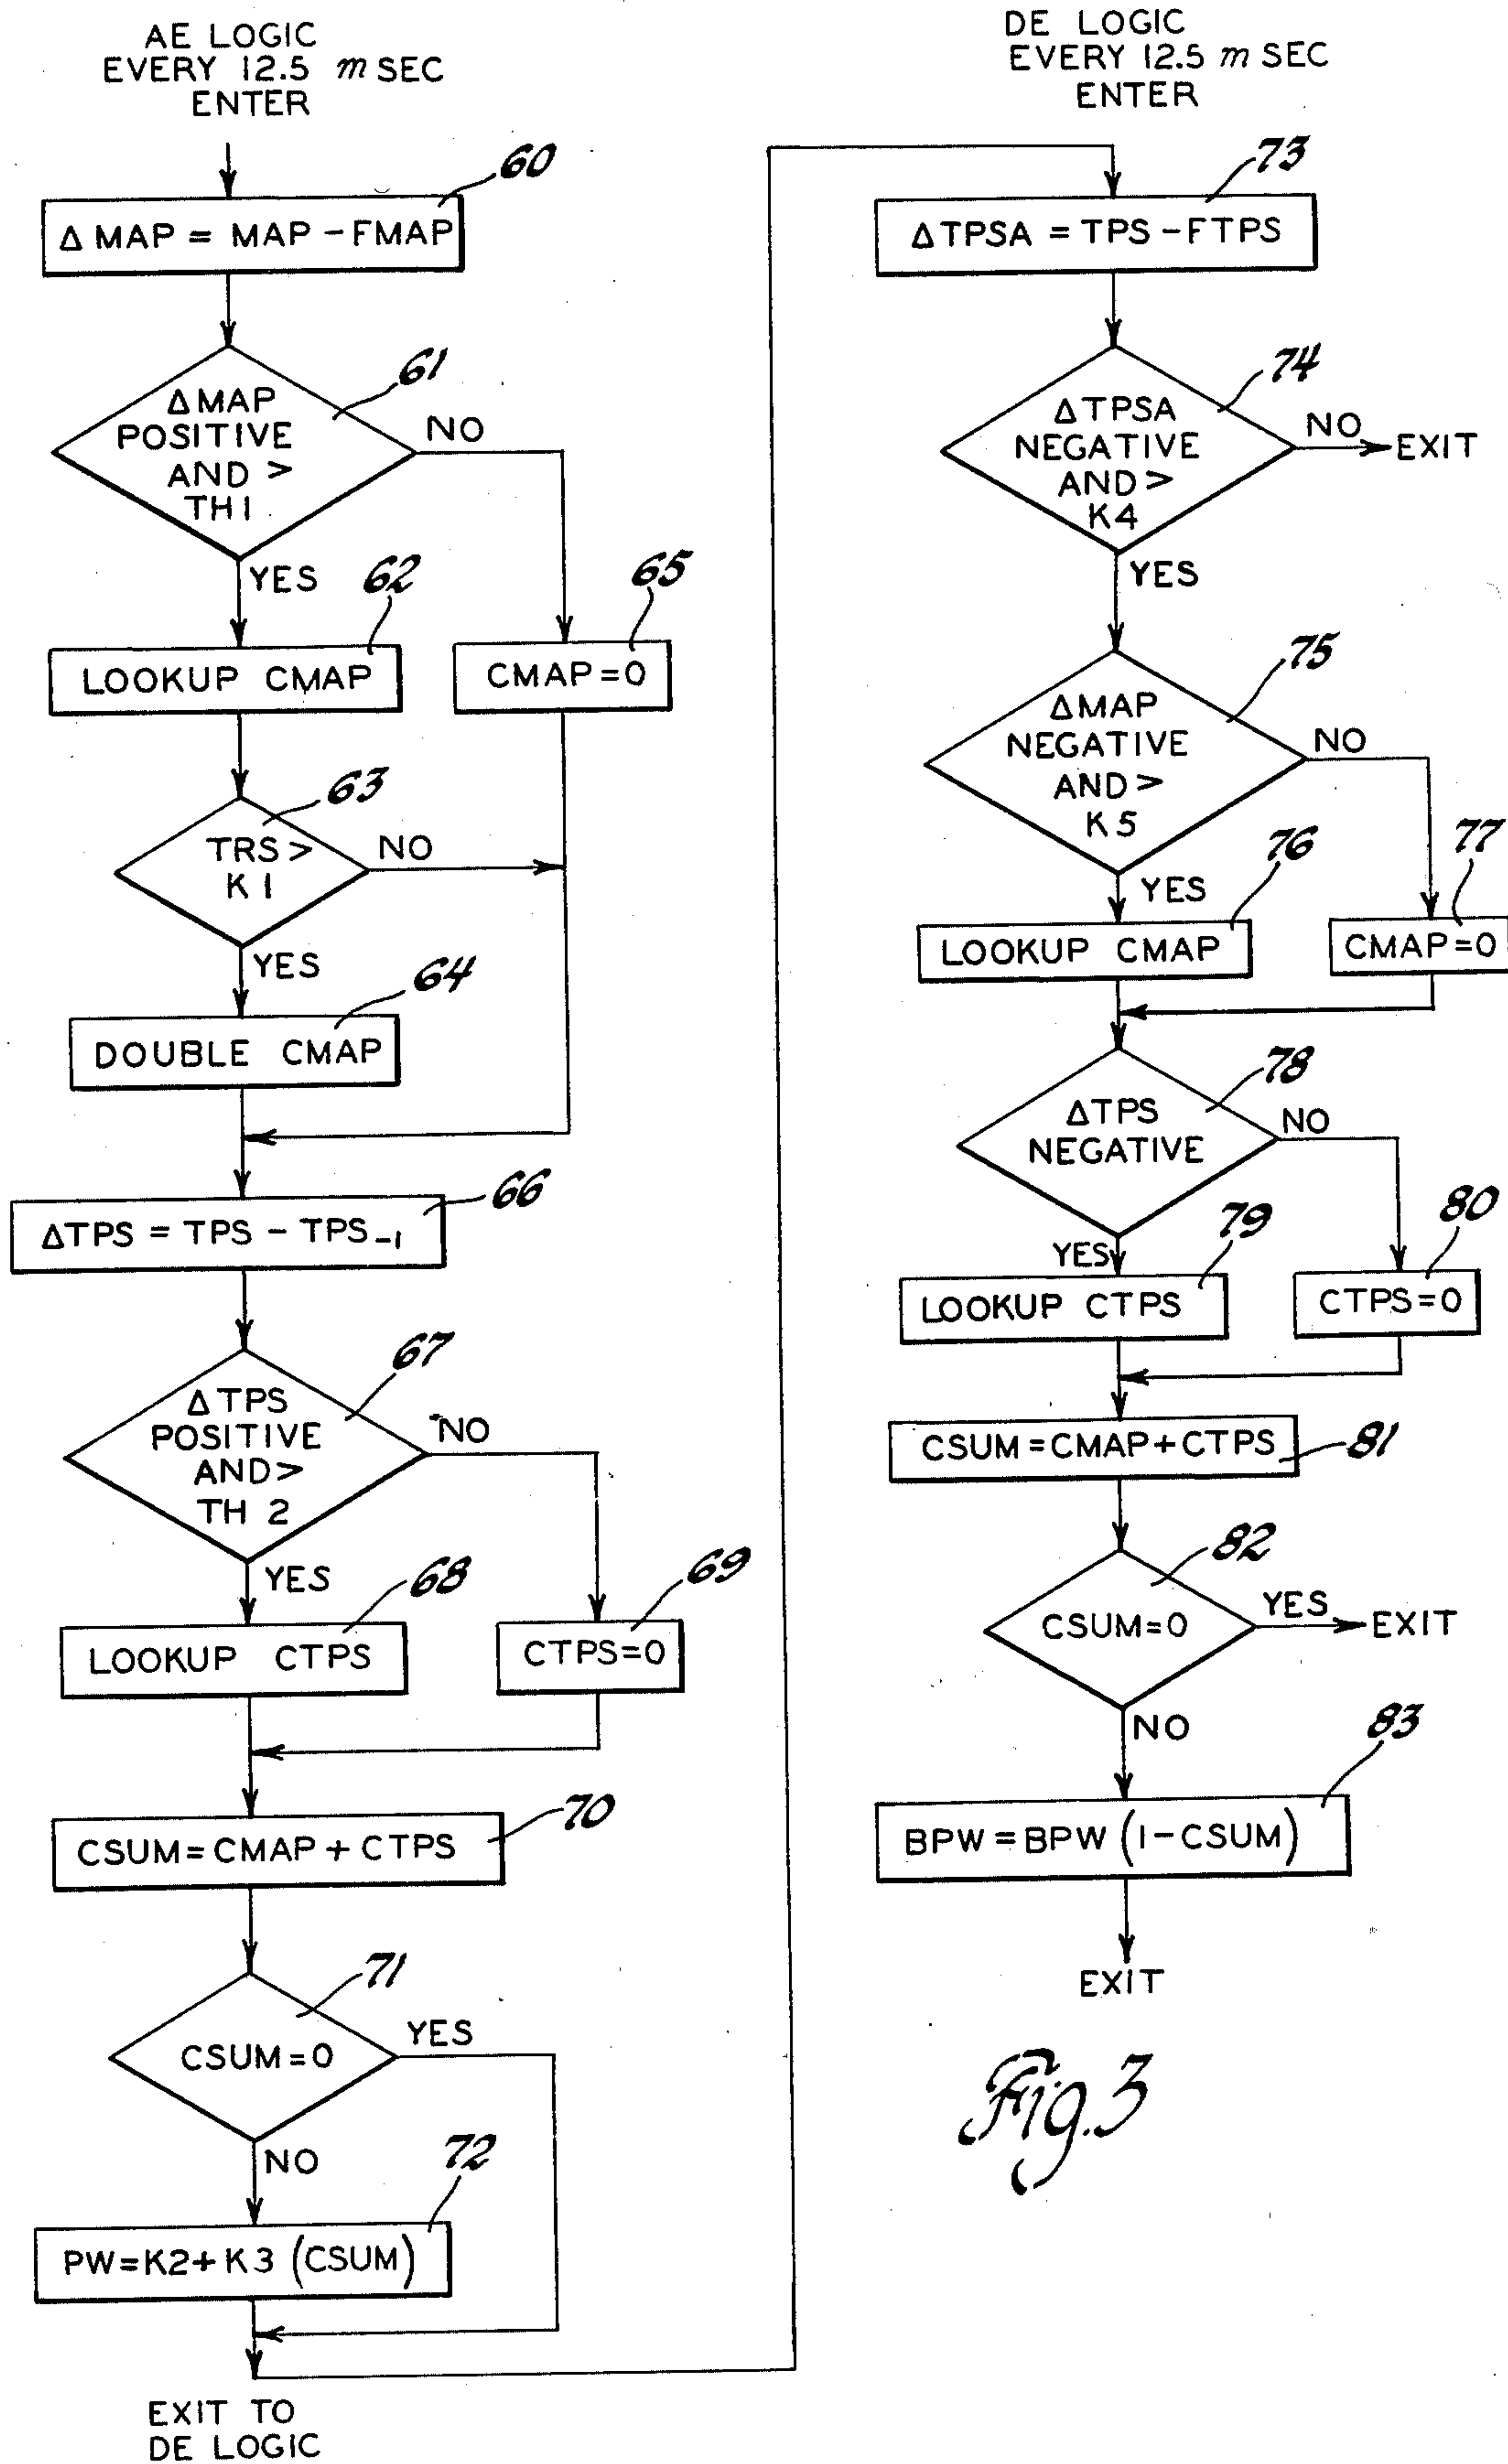 AE LOGIC
EVERY 12.5 m SEC
ENTER
60
Δ MAP = MAP - FMAP
61
Δ MAP
POSITIVE
AND >
TH1
NO
YES
62
65
LOOKUP CMAP
CMAP=0
63
TRS >
K1
NO
YES
64
DOUBLE CMAP
66
ΔTPS = TPS - TPS-1
67
Δ TPS
POSITIVE
AND >
TH 2
NO
YES
68
69
LOOKUP CTPS
CTPS=0
70
CSUM=CMAP + CTPS
71
CSUM=0
YES
NO
72
PW=K2+K3 (CSUM)
EXIT TO
DE LOGIC
DE LOGIC
EVERY 12.5 m SEC
ENTER
73
Δ TPSA = TPS - FTPS
74
Δ TPSA
NEGATIVE
AND >
K4
NO
EXIT
YES
75
ΔMAP
NEGATIVE
AND >
K5
NO
YES
76
77
LOOKUP CMAP
CMAP=0
78
ΔTPS
NEGATIVE
NO
YES
79
80
LOOKUP CTPS
CTPS=0
CSUM=CMAP+CTPS
81
82
CSUM=0
YES
EXIT
NO
83
BPW=BPW (1-CSUM)
EXIT
Fig.3